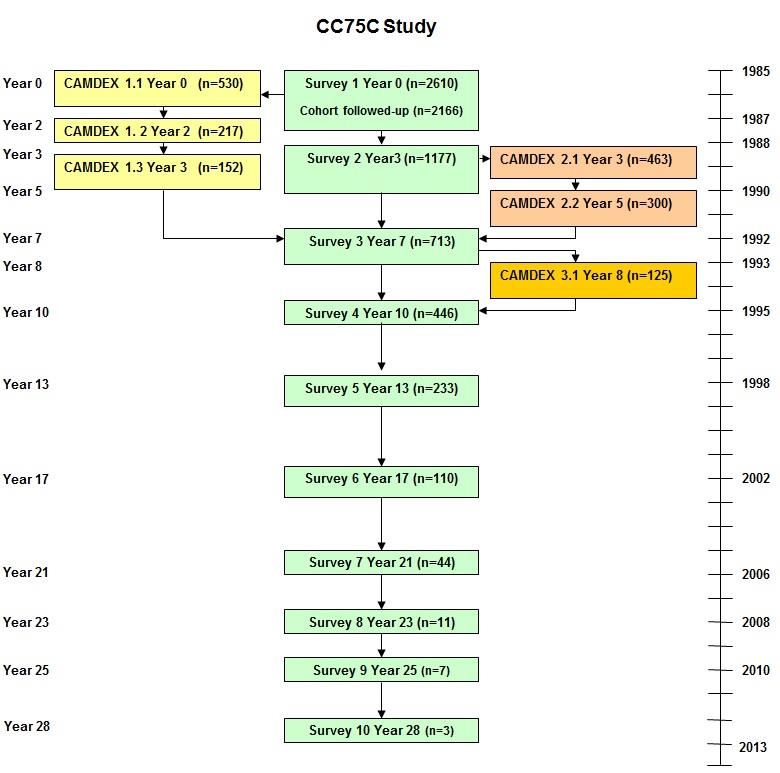 CC75C Study
Year 0
CAMDEX 1.1 Year 0 (n=530)
Survey 1 Year 0 (n=2610)
Cohort followed-up (n=2166)
1985
Year 2
CAMDEX 1. 2 Year 2 (n=217)
1987
Year 3
CAMDEX 1.3 Year 3 (n=152)
Survey 2 Year3 (n=1177)
CAMDEX 2.1 Year 3 (n=463)
1988
Year 5
CAMDEX 2.2 Year 5 (n=300)
1990
Year 7
Survey 3 Year 7 (n=713)
1992
Year 8
CAMDEX 3.1 Year 8 (n=125)
1993
Year 10
Survey 4 Year 10 (n=446)
1995
Year 13
Survey 5 Year 13 (n=233)
1998
Year 17
Survey 6 Year 17 (n=110)
2002
Year 21
Survey 7 Year 21 (n=44)
2006
Year 23
Survey 8 Year 23 (n=11)
2008
Year 25
Survey 9 Year 25 (n=7)
2010
Year 28
Survey 10 Year 28 (n=3)
2013